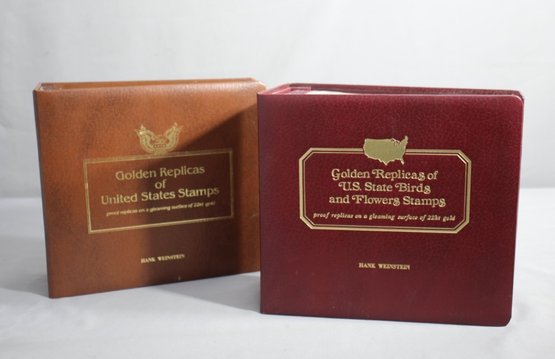 Golden Replicas
of
United States Stamps
proof replicas on a gleaming surface of 22kt gold
HANK WEINSTEIN
Golden Replicas of
U.S. State Birds
and Flowers Stamps
proof replicas on a gleaming surface of 22kt gold
HANK WEINSTEIN